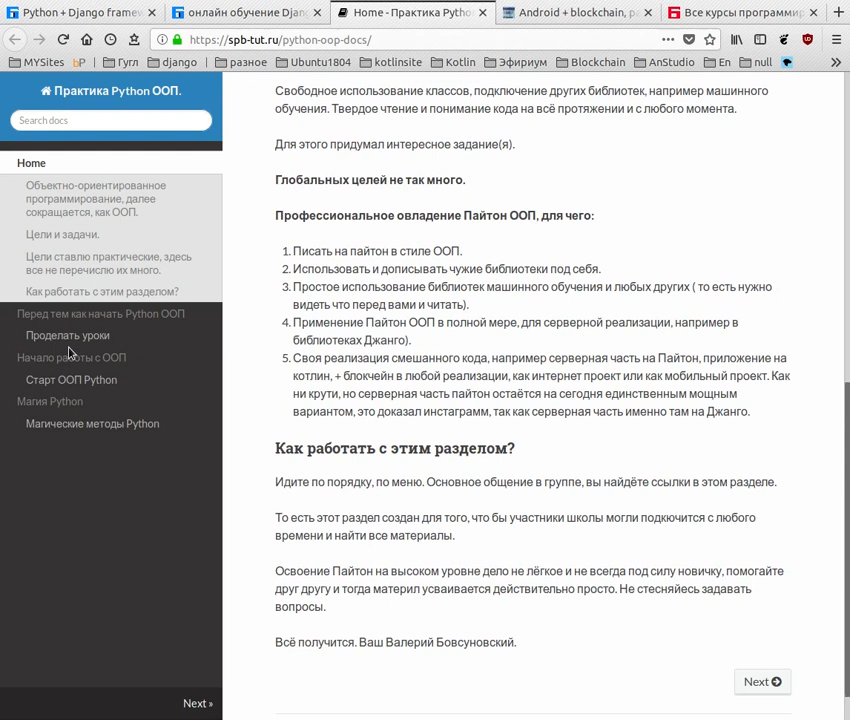 Python + Django framew
онлайн обучение Djan
Home - Практика Pytho
Android + blockchain, ра
Все курсы программир
https://spb-tut.ru/python-oop-docs/
MYSites
bP
Гугл
django
разное
Ubuntu1804
kotlinsite
Kotlin
Эфириум
Blockchain
AnStudio
En
null
Практика Python ООП.
Search docs
Home
Объектно-ориентированное
программирование, далее
сокращается, как ООП.
Цели и задачи.
Цели ставлю практические, здесь
все не перечислю их много.
Как работать с этим разделом?
Перед тем как начать Python ООП
Проделать уроки
Начало работы с ООП
Старт ООП Python
Магия Python
Магические методы Python
Next »
Свободное использование классов, подключение других библиотек, например машинного
обучения. Твердое чтение и понимание кода на всё протяжении и с любого момента.
Для этого придумал интересное задание(я).
Глобальных целей не так много.
Профессиональное овладение Пайтон ООП, для чего:
1. Писать на пайтон в стиле ООП.
2. Использовать и дописывать чужие библиотеки под себя.
3. Простое использование библиотек машинного обучения и любых других ( то есть нужно
видеть что перед вами и читать).
4. Применение Пайтон ООП в полной мере, для серверной реализации, например в
библиотеках Джанго).
5. Своя реализация смешанного кода, например серверная часть на Пайтон, приложение на
котлин, + блокчейн в любой реализации, как интернет проект или как мобильный проект. Как
ни крути, но серверная часть пайтон остаётся на сегодня единственным мощным
вариантом, это доказал инстаграмм, так как серверная часть именно там на Джанго.
Как работать с этим разделом?
Идите по порядку, по меню. Основное общение в группе, вы найдёте ссылки в этом разделе.
То есть этот раздел создан для того, что бы участники школы могли подкючится с любого
времени и найти все материалы.
Освоение Пайтон на высоком уровне дело не лёгкое и не всегда под силу новичку, помогайте
друг другу и тогда материл усваивается действительно просто. Не стесняйесь задавать
вопросы.
Всё получится. Ваш Валерий Бовсуновский.
Next